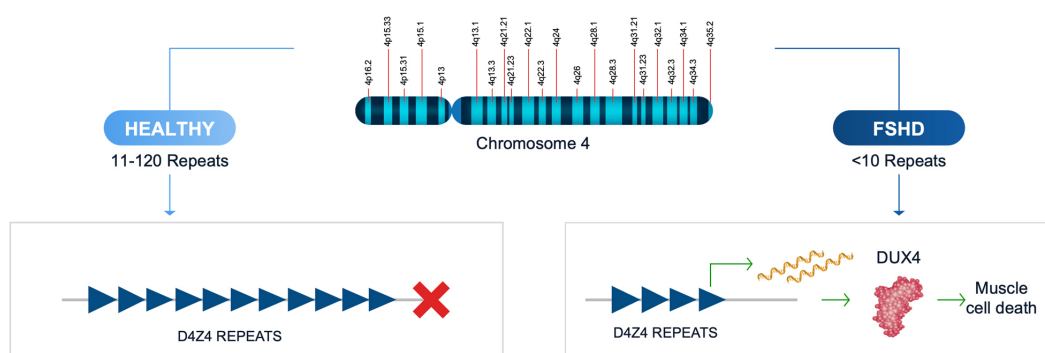 4p16.2
4p15.33
4p15.31
4p15.1
4p13
4q13.1
4q13.3
4q21.21
4q21.23
4q22.1
4q22.3
4q24
4q26
4q28.1
4q28.3
4q31.21
4q31.23
4q32.1
4q32.3
4q34.1
4q34.3
4q35.2
Chromosome 4
HEALTHY
11-120 Repeats
FSHD
<10 Repeats
D4Z4 REPEATS
DUX4
Muscle
cell death
D4Z4 REPEATS